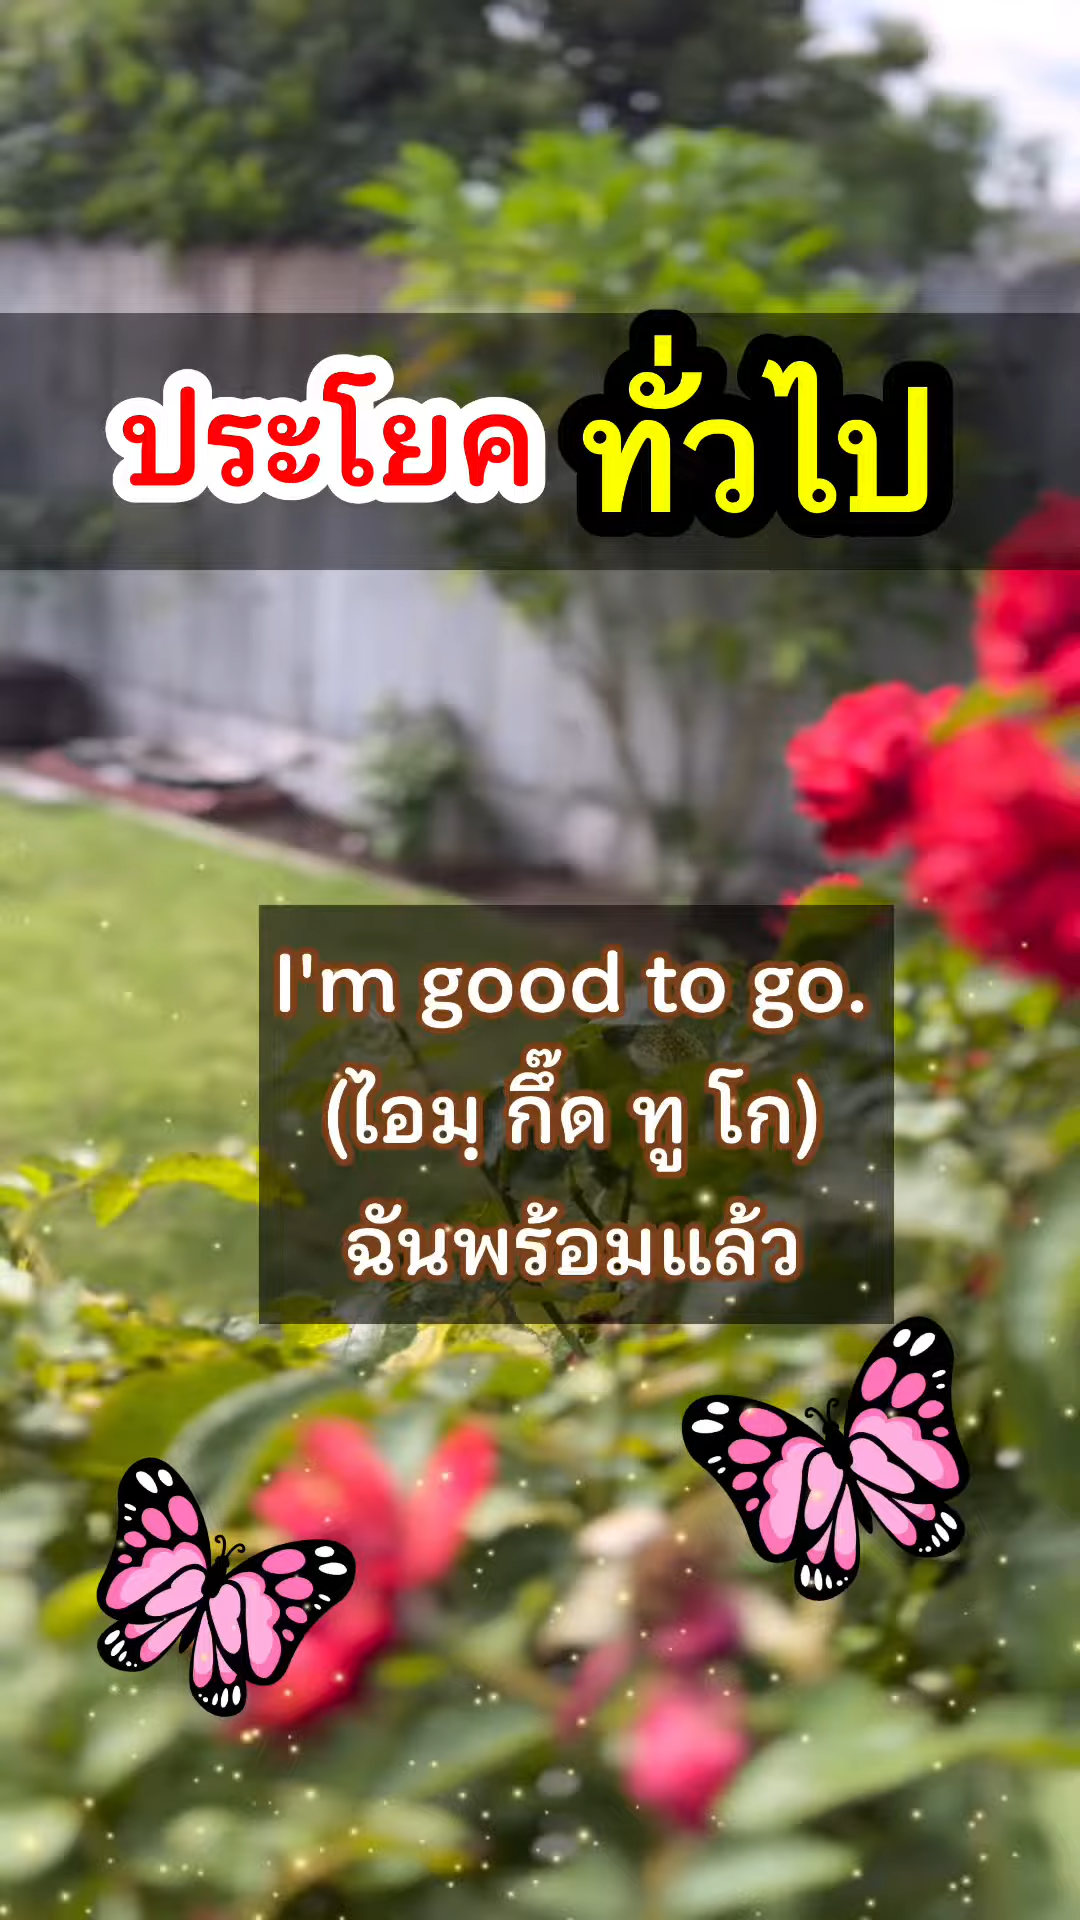 ประโยค ทั่วไป
I'm good to go.
(ไอมฺ กึ๊ด ทู โก)
ฉันพร้อมแล้ว